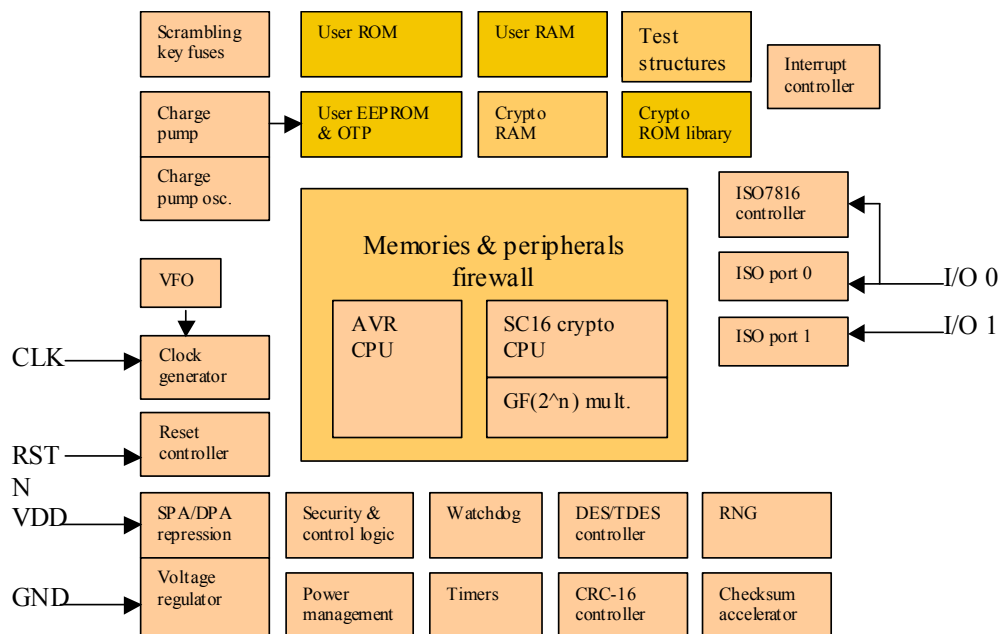 Scrambling
key fuses
User ROM
User RAM
Test
structures
Interrupt
controller
Charge
pump
User EEPROM
& OTP
Crypto
RAM
Crypto
ROM library
Charge
pump osc.
ISO7816
controller
Memories & peripherals
firewall
VFO
ISO port 0
I/O 0
AVR
CPU
SC16 crypto
CPU
ISO port 1
I/O 1
CLK
Clock
generator
GF(2^n) mult.
Reset
controller
RST
N
VDD
SPA/DPA
repression
Security &
control logic
Watchdog
DES/TDES
controller
RNG
GND
Voltage
regulator
Power
management
Timers
CRC-16
controller
Checksum
accelerator